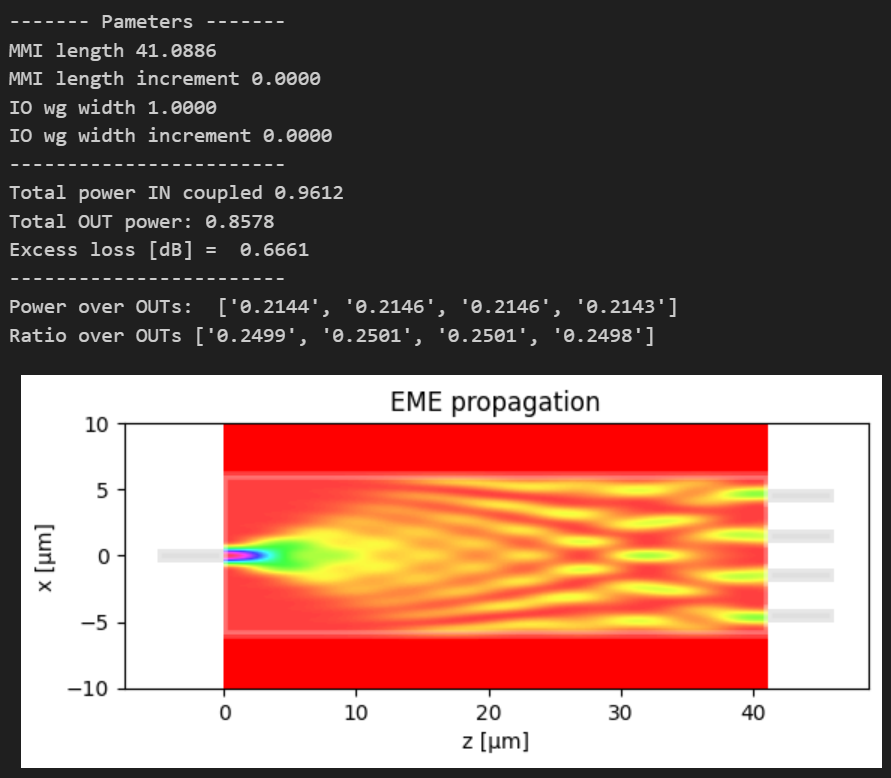 ------- Pameters -------
MMI length 41.0886
MMI length increment 0.0000
IO wg width 1.0000
IO wg width increment 0.0000
------------------------
Total power IN coupled 0.9612
Total OUT power: 0.8578
Excess loss [dB] =  0.6661
------------------------
Power over OUTs:  ['0.2144', '0.2146', '0.2146', '0.2143']
Ratio over OUTs ['0.2499', '0.2501', '0.2501', '0.2498']
EME propagation
10
5
0
−5
−10
x [μm]
0 10 20 30 40
z [μm]